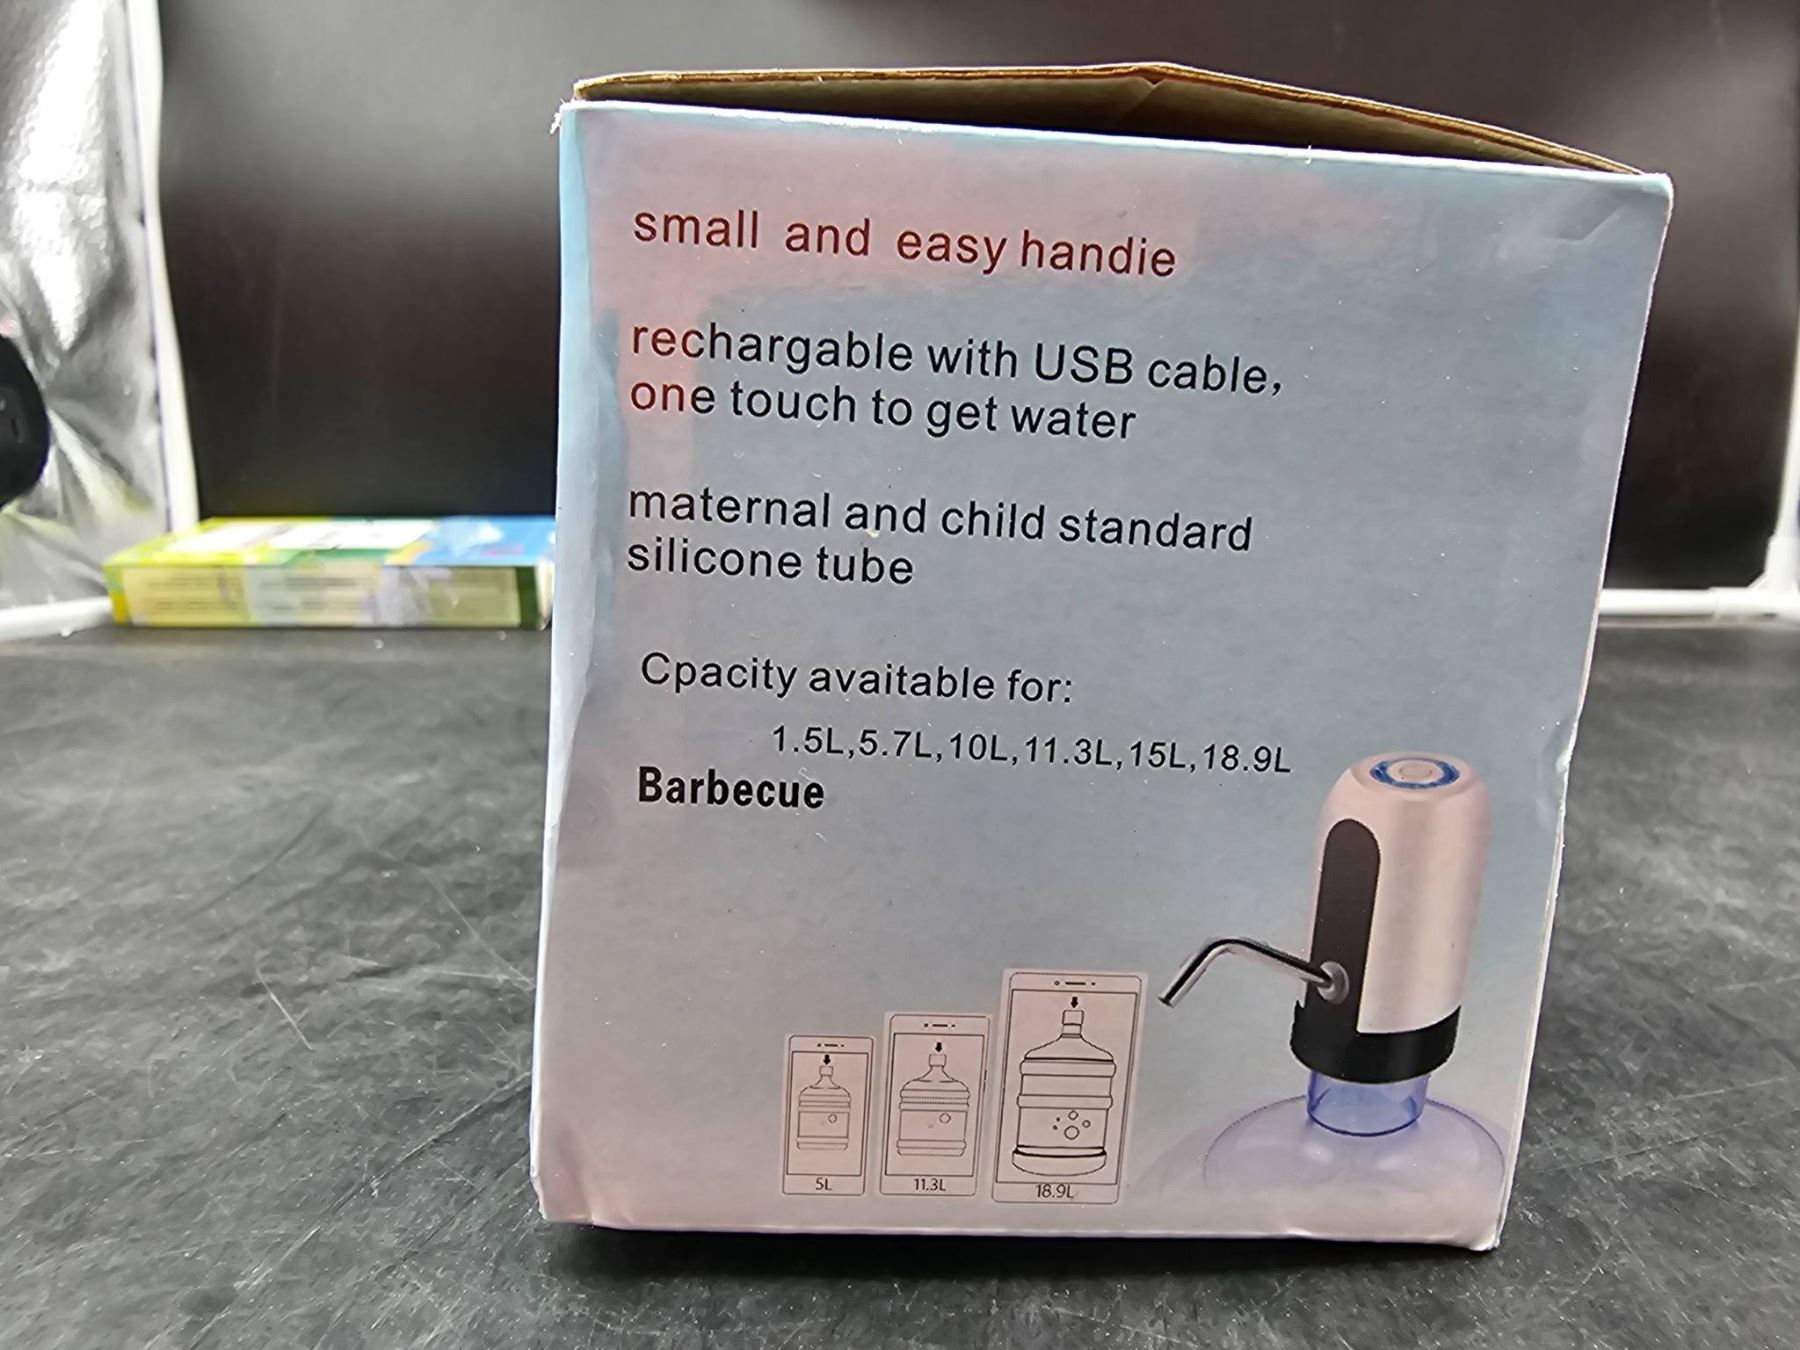 small and easy handie
rechargable with USB cable,
one touch to get water
maternal and child standard
silicone tube
Cpacity avaitable for:
1.5L,5.7L,10L,11.3L,15L,18.9L
Barbecue
5L
11.3L
18.9L